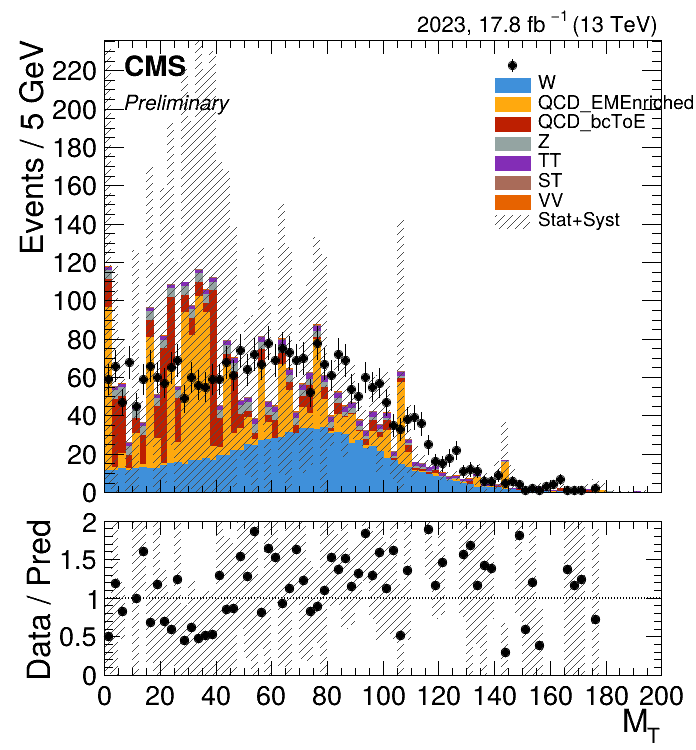 2023, 17.8 fb⁻¹ (13 TeV)
Events / 5 GeV
220
200
180
160
140
120
100
80
60
40
20
0
CMS
Preliminary
W
QCD_EMEnriched
QCD_bcToE
Z
TT
ST
VV
Stat+Syst
Data / Pred
2
1.5
1
0.5
0
0 20 40 60 80 100 120 140 160 180 200
M_T